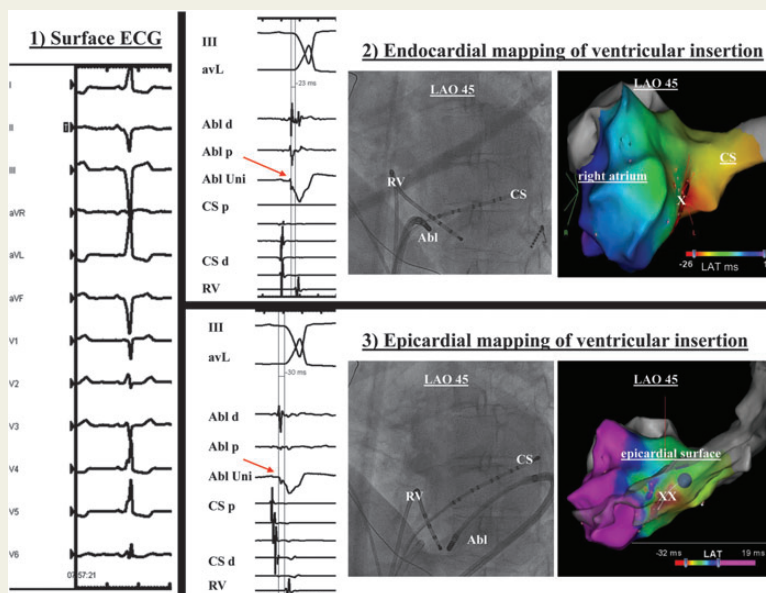 1) Surface ECG
I
II
III
aVR
aVL
aVF
V1
V2
V3
V4
V5
V6
III
avL
-23 ms
Abl d
Abl p
Abl Uni
CS p
CS d
RV
2) Endocardial mapping of ventricular insertion
LAO 45
RV
CS
Abl
LAO 45
CS
right atrium
X
-26
LAT ms
III
avL
-30 ms
Abl d
Abl p
Abl Uni
CS p
CS d
RV
3) Epicardial mapping of ventricular insertion
LAO 45
CS
RV
Abl
LAO 45
epicardial surface
XX
-32 ms LAT 19 ms